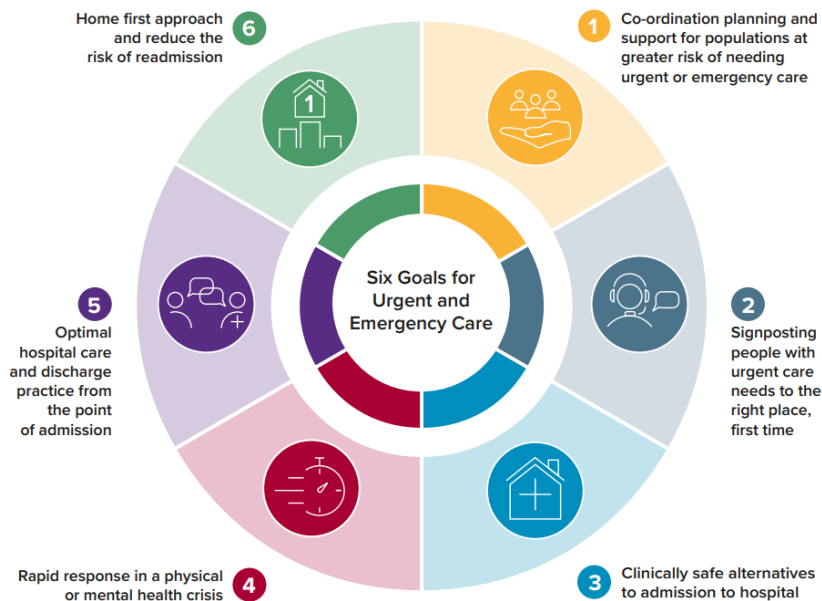 Six Goals for
Urgent and
Emergency Care
1
Co-ordination planning and
support for populations at
greater risk of needing
urgent or emergency care
2
Signposting
people with
urgent care
needs to the
right place,
first time
3
Clinically safe alternatives
to admission to hospital
4
Rapid response in a physical
or mental health crisis
5
Optimal
hospital care
and discharge
practice from
the point
of admission
6
Home first approach
and reduce the
risk of readmission
1